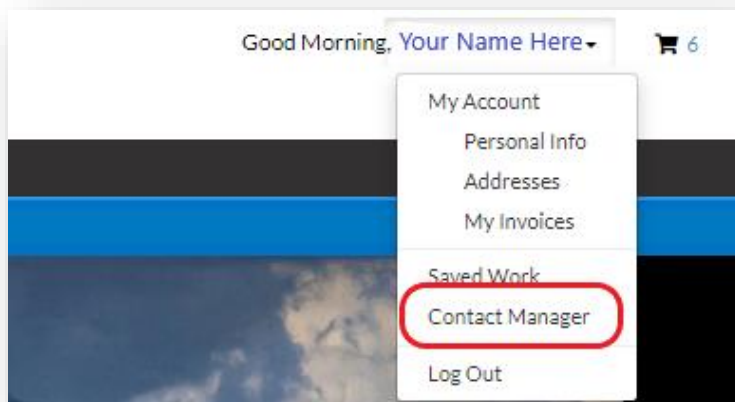 Good Morning, Your Name Here 6
My Account
Personal Info
Addresses
My Invoices
Saved Work
Contact Manager
Log Out